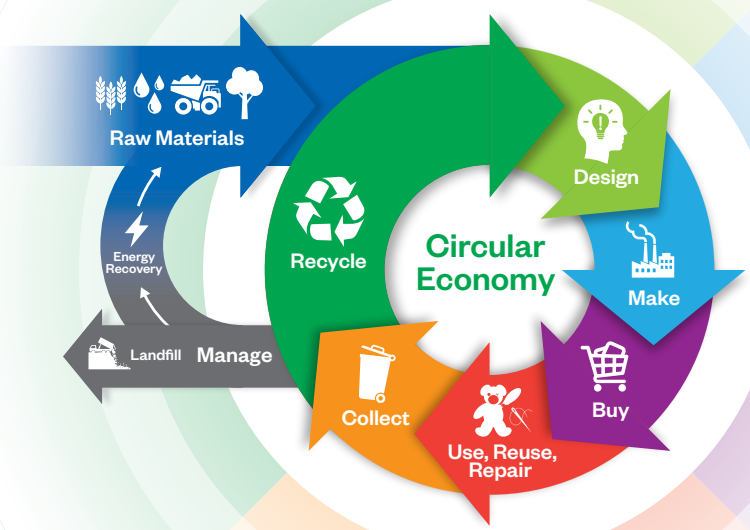 Raw Materials
Design
Energy
Recovery
Recycle
Circular
Economy
Make
Landfill
Manage
Buy
Collect
Use, Reuse,
Repair